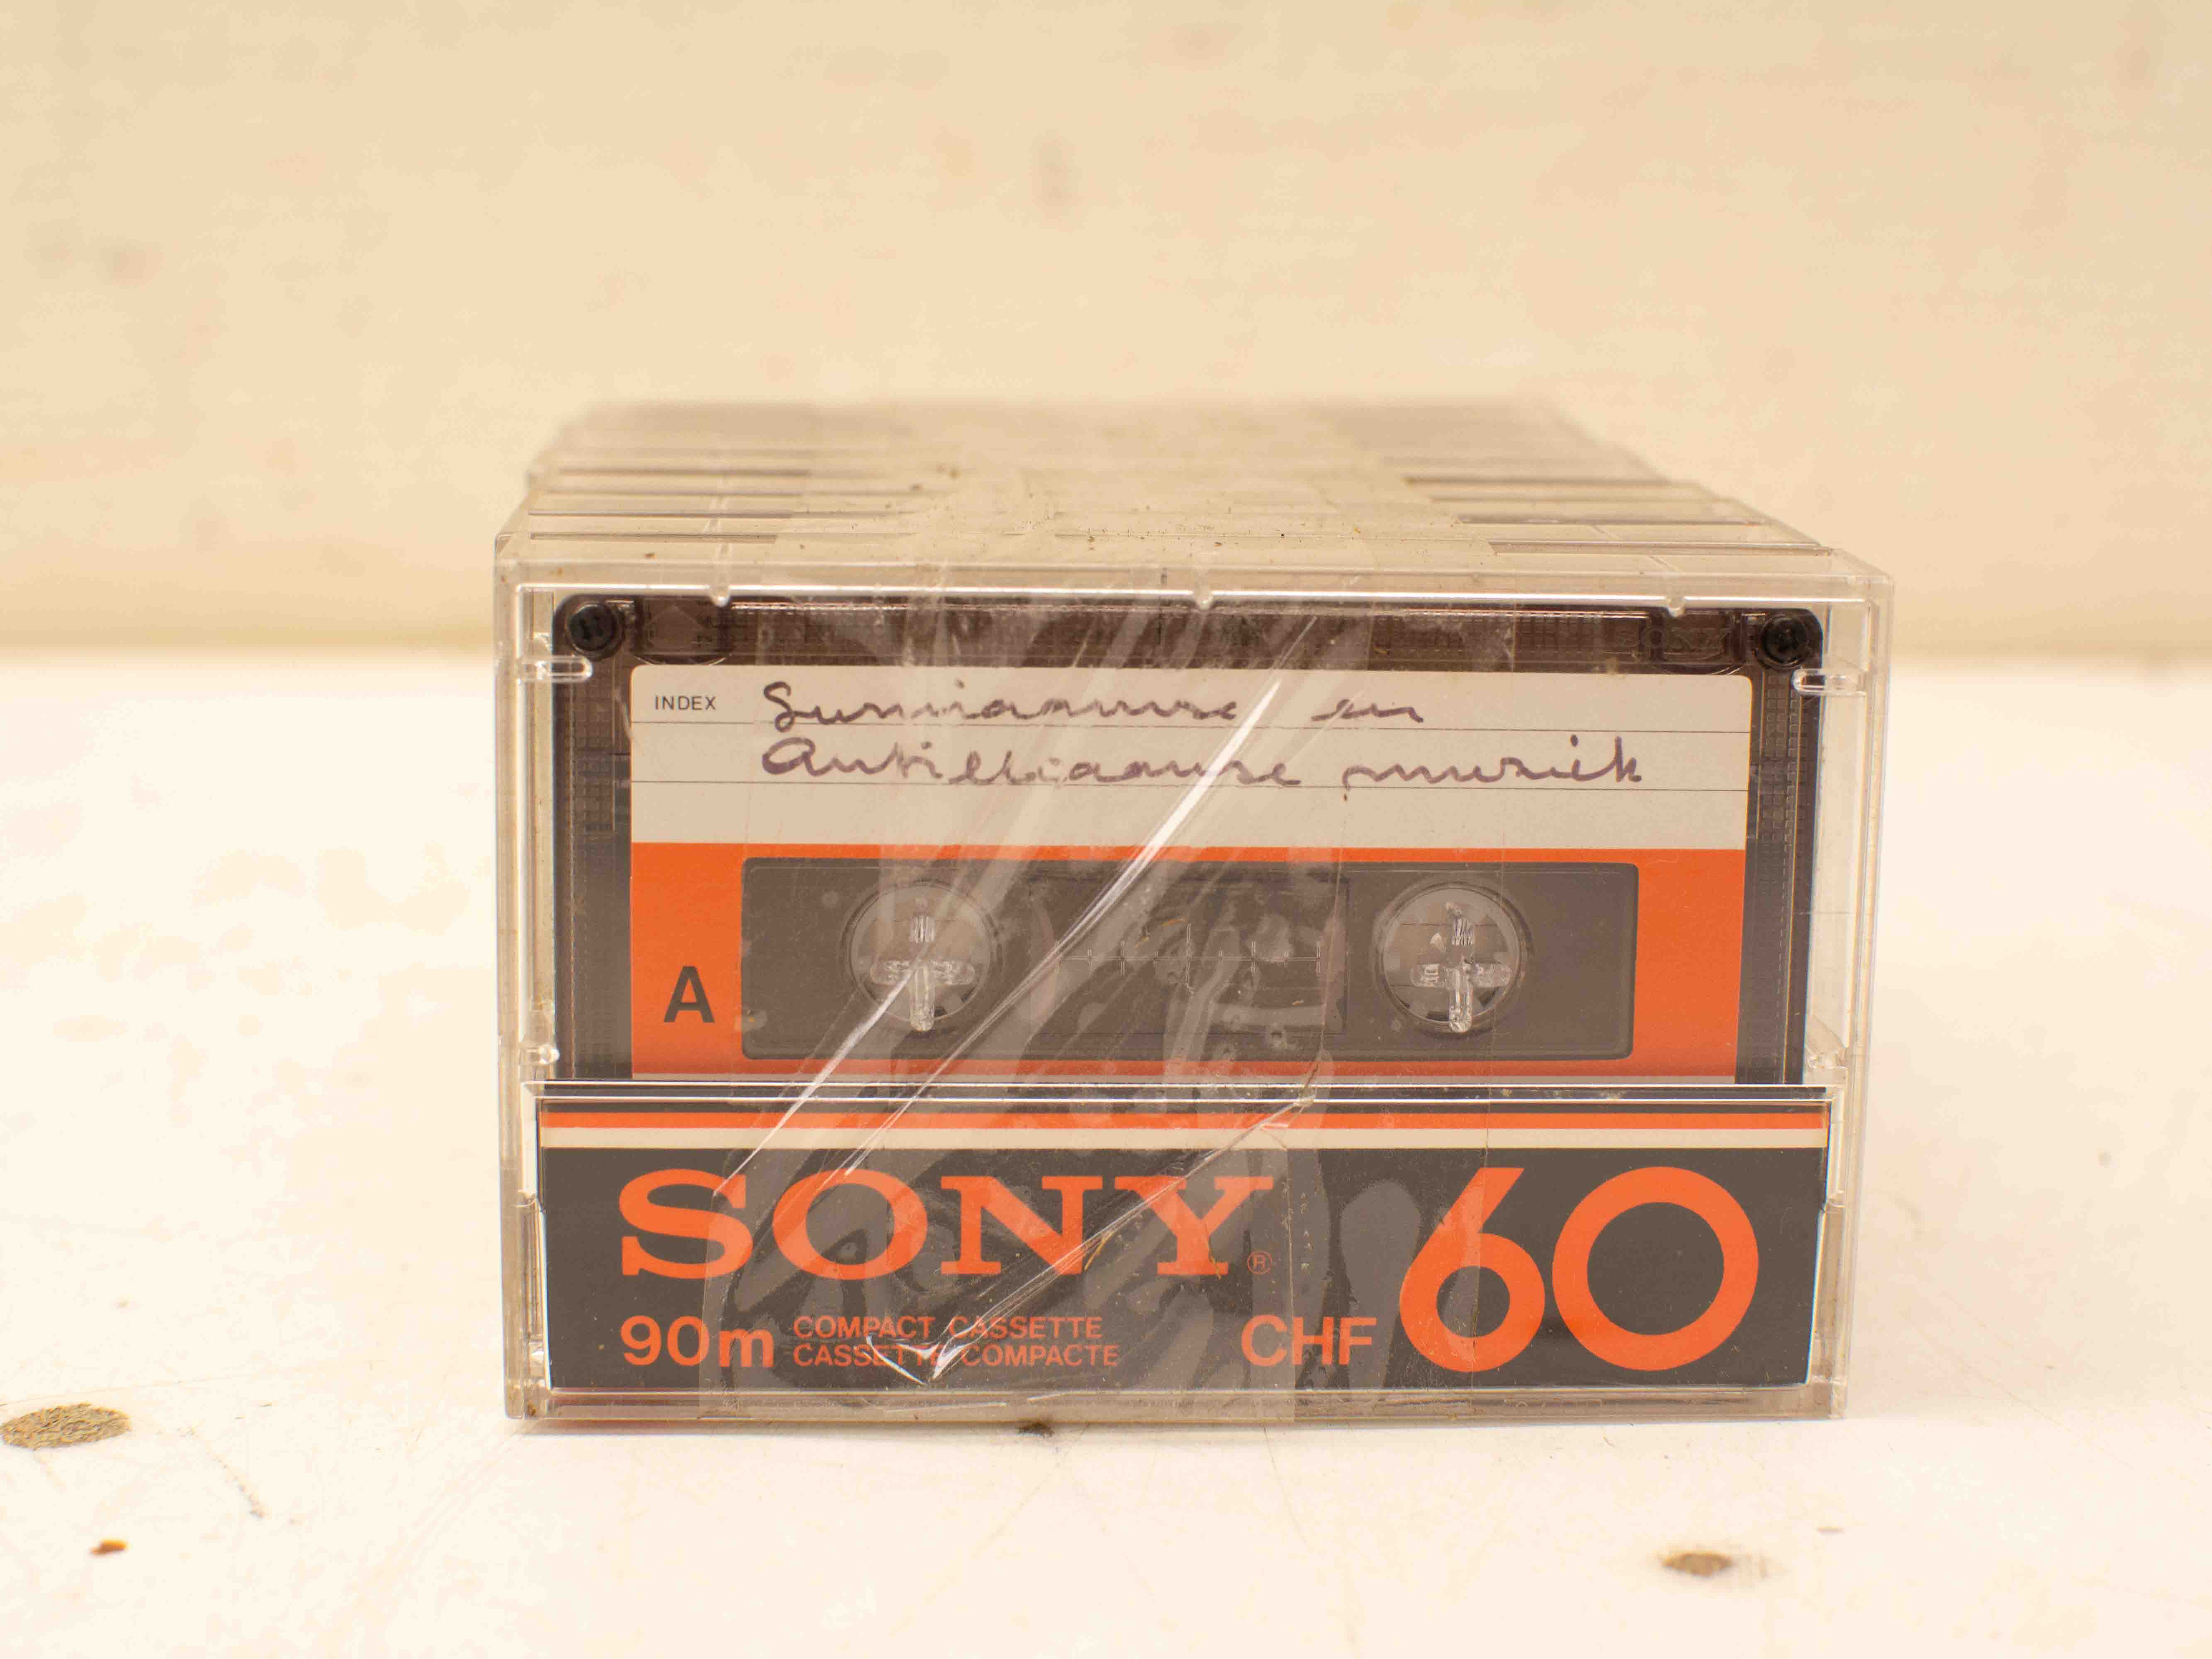 INDEX Surinaamse en
Antilliaanse muziek
A
SONY®
90m COMPACT CASSETTE
CASSETTE COMPACTE
CHF 60